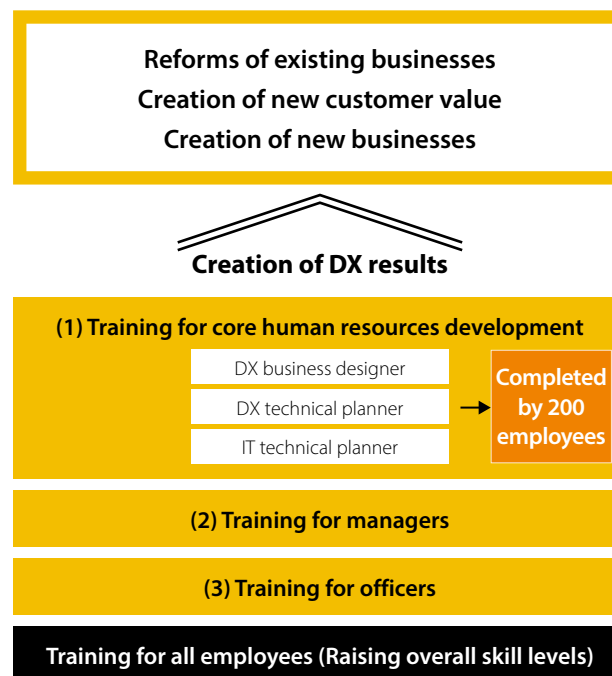 Reforms of existing businesses
Creation of new customer value
Creation of new businesses
Creation of DX results
(1) Training for core human resources development
DX business designer
DX technical planner
IT technical planner
Completed
by 200
employees
(2) Training for managers
(3) Training for officers
Training for all employees (Raising overall skill levels)